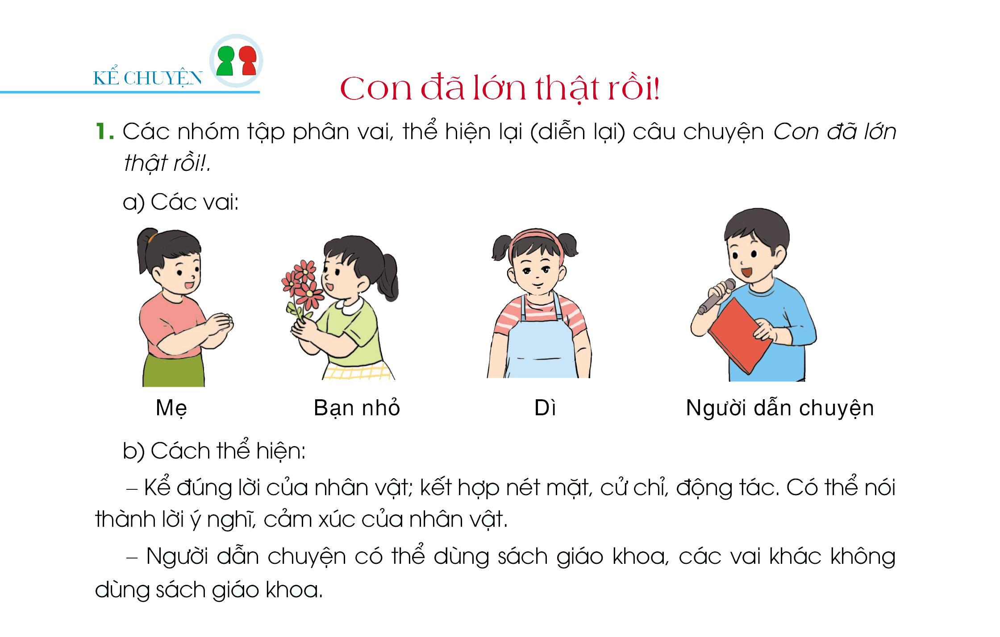 KỂ CHUYỆN
Con đã lớn thật rồi!
1. Các nhóm tập phân vai, thể hiện lại (diễn lại) câu chuyện Con đã lớn
thật rồi!.
a) Các vai:
Mẹ Bạn nhỏ Dì Người dẫn chuyện
b) Cách thể hiện:
– Kể đúng lời của nhân vật; kết hợp nét mặt, cử chỉ, động tác. Có thể nói
thành lời ý nghĩ, cảm xúc của nhân vật.
– Người dẫn chuyện có thể dùng sách giáo khoa, các vai khác không
dùng sách giáo khoa.